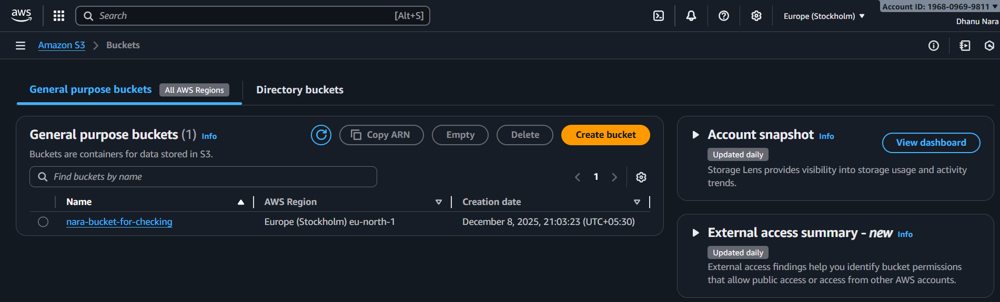 aws
Search [Alt+S]
Europe (Stockholm)
Account ID: 1968-0969-9811
Dhanu Nara
Amazon S3 > Buckets
General purpose buckets All AWS Regions
Directory buckets
General purpose buckets (1) Info
Copy ARN
Empty
Delete
Create bucket
Buckets are containers for data stored in S3.
Find buckets by name
1
Name AWS Region Creation date
nara-bucket-for-checking Europe (Stockholm) eu-north-1 December 8, 2025, 21:03:23 (UTC+05:30)
Account snapshot Info
View dashboard
Updated daily
Storage Lens provides visibility into storage usage and activity
trends.
External access summary - new Info
Updated daily
External access findings help you identify bucket permissions
that allow public access or access from other AWS accounts.